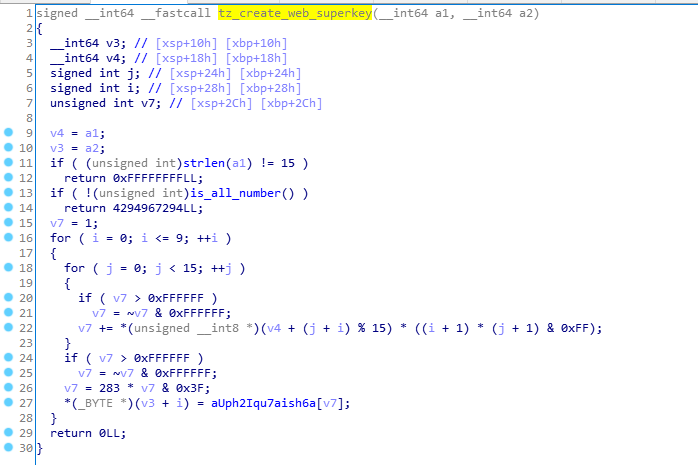 1 signed __int64 __fastcall tz_create_web_superkey(__int64 a1, __int64 a2)
2 {
3 __int64 v3; // [xsp+10h] [xbp+10h]
4 __int64 v4; // [xsp+18h] [xbp+18h]
5 signed int j; // [xsp+24h] [xbp+24h]
6 signed int i; // [xsp+28h] [xbp+28h]
7 unsigned int v7; // [xsp+2Ch] [xbp+2Ch]
8
9 v4 = a1;
10 v3 = a2;
11 if ( (unsigned int)strlen(a1) != 15 )
12 return 0xFFFFFFFFLL;
13 if ( !(unsigned int)is_all_number() )
14 return 4294967294LL;
15 v7 = 1;
16 for ( i = 0; i <= 9; ++i )
17 {
18 for ( j = 0; j < 15; ++j )
19 {
20 if ( v7 > 0xFFFFFF )
21 v7 = ~v7 & 0xFFFFFF;
22 v7 += *(unsigned __int8 *)(v4 + (j + i) % 15) * ((i + 1) * (j + 1) & 0xFF);
23 }
24 if ( v7 > 0xFFFFFF )
25 v7 = ~v7 & 0xFFFFFF;
26 v7 = 283 * v7 & 0x3F;
27 *(_BYTE *)(v3 + i) = aUph2Iqu7aish6a[v7];
28 }
29 return 0LL;
30 }